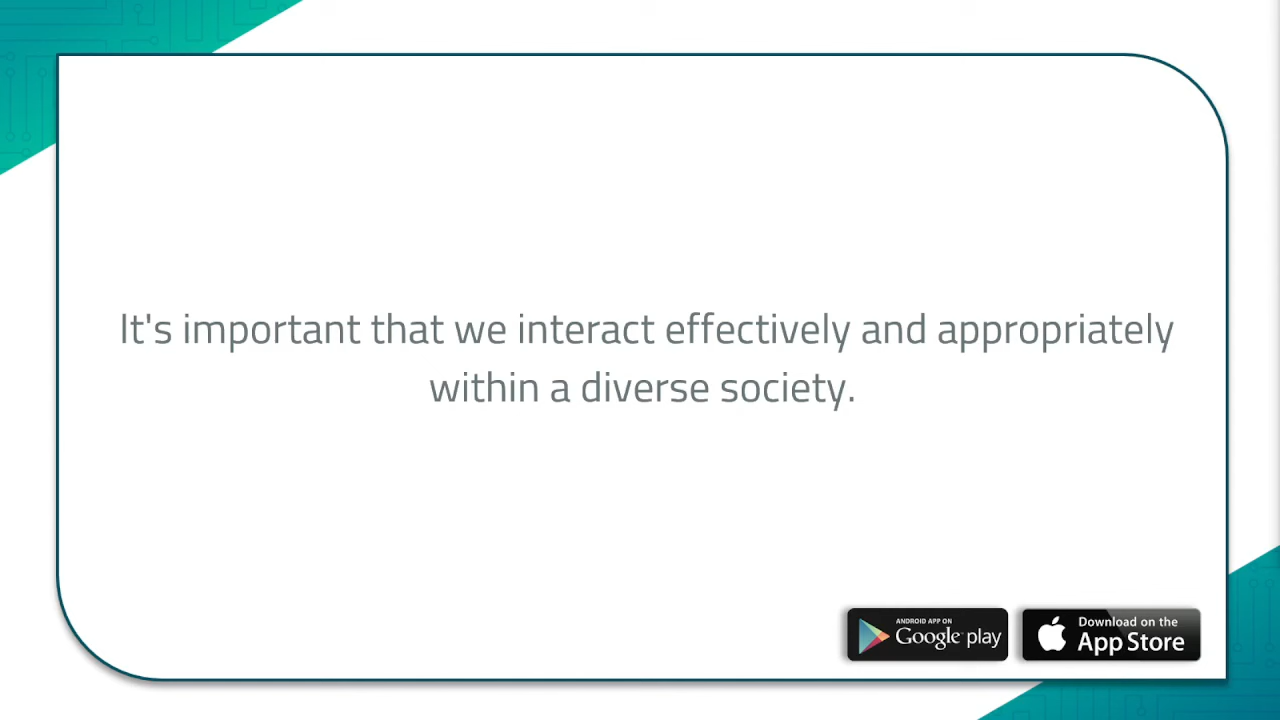 It's important that we interact effectively and appropriately
within a diverse society.
ANDROID APP ON
Google play
Download on the
App Store